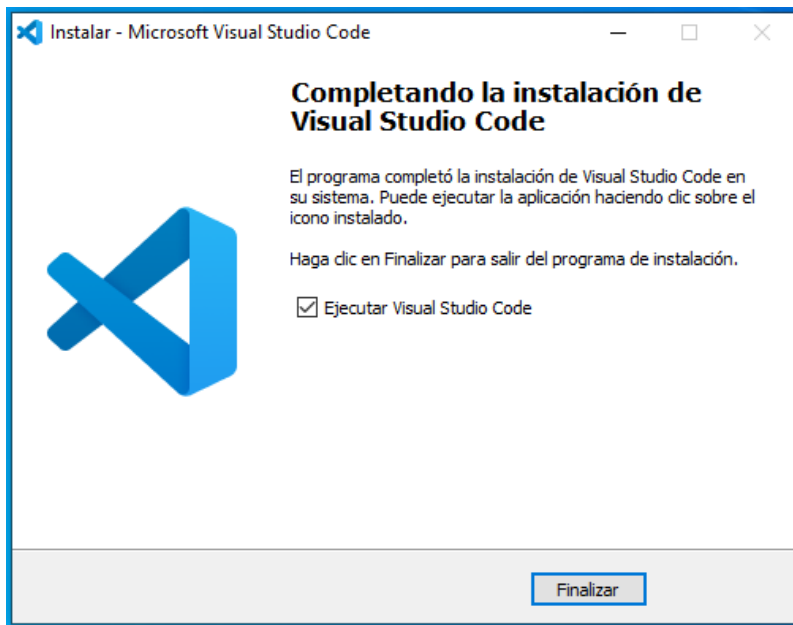 Instalar - Microsoft Visual Studio Code
Completando la instalación de
Visual Studio Code
El programa completó la instalación de Visual Studio Code en
su sistema. Puede ejecutar la aplicación haciendo clic sobre el
icono instalado.
Haga clic en Finalizar para salir del programa de instalación.
Ejecutar Visual Studio Code
Finalizar